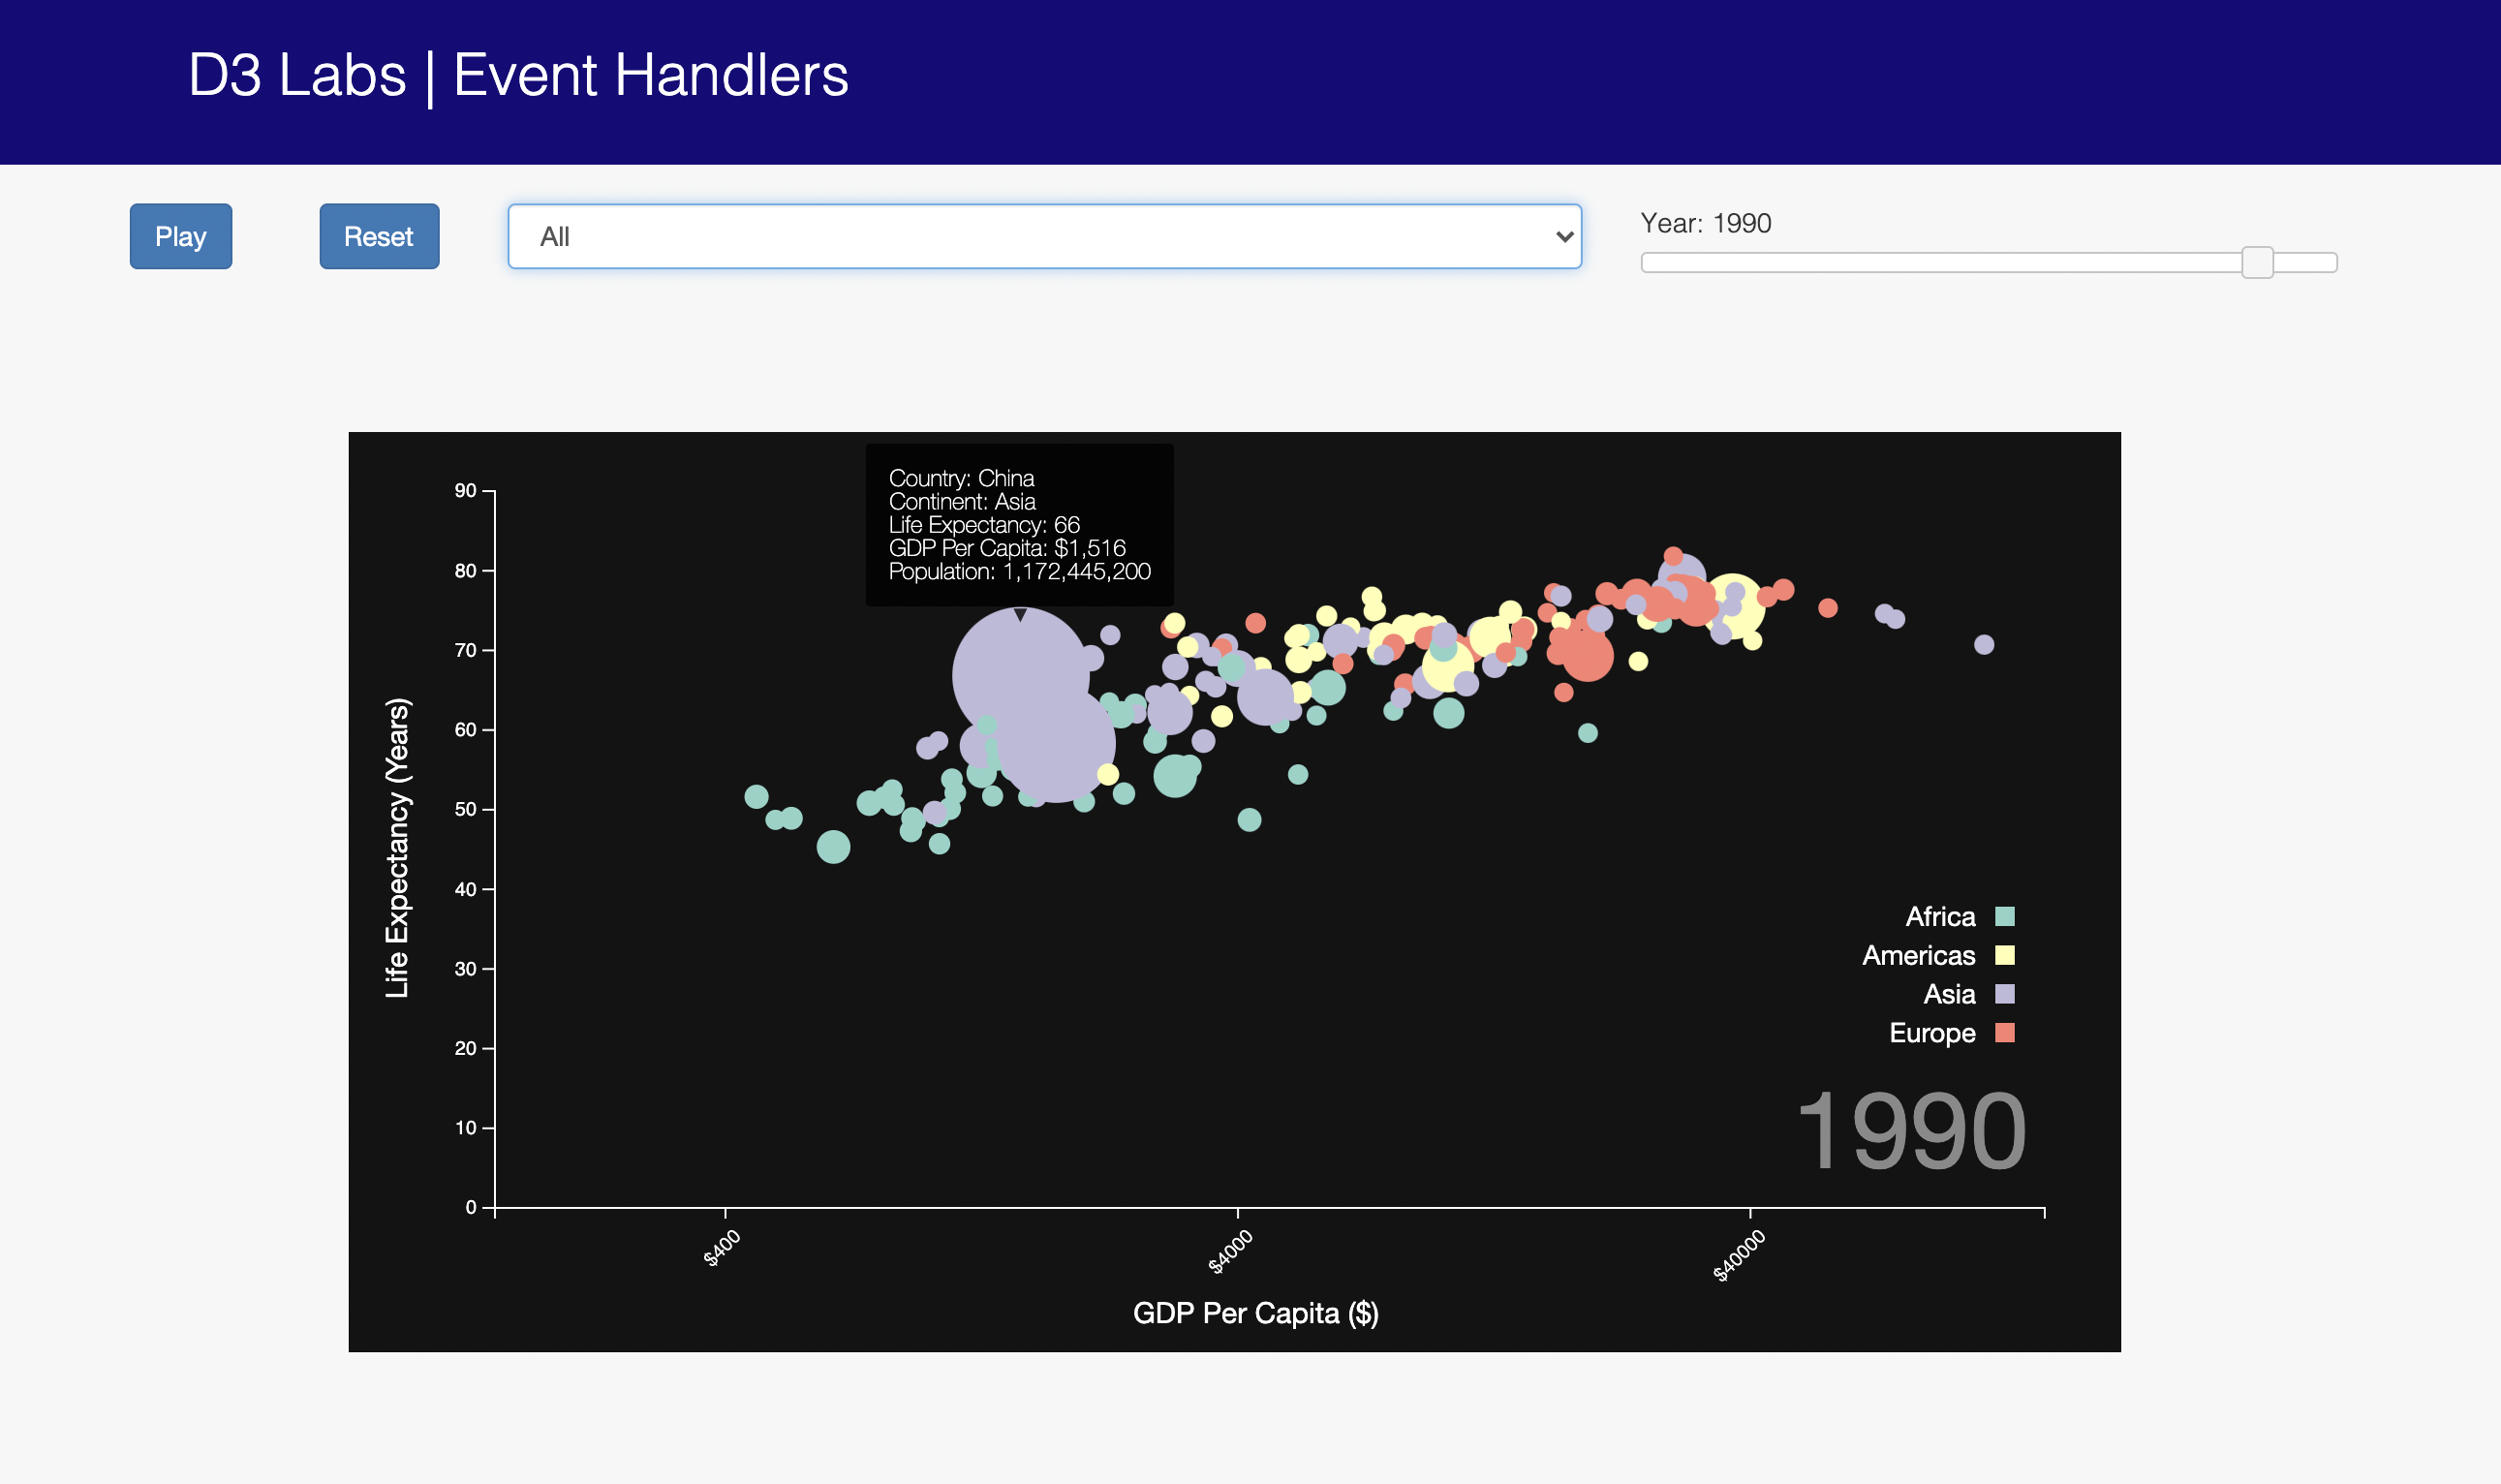 D3 Labs | Event Handlers
Play
Reset
All
Year: 1990
Country: China
Continent: Asia
Life Expectancy: 66
GDP Per Capita: $1,516
Population: 1,172,445,200
90
80
70
60
50
40
30
20
10
0
Life Expectancy (Years)
Africa
Americas
Asia
Europe
1990
$400
$4000
$40000
GDP Per Capita ($)